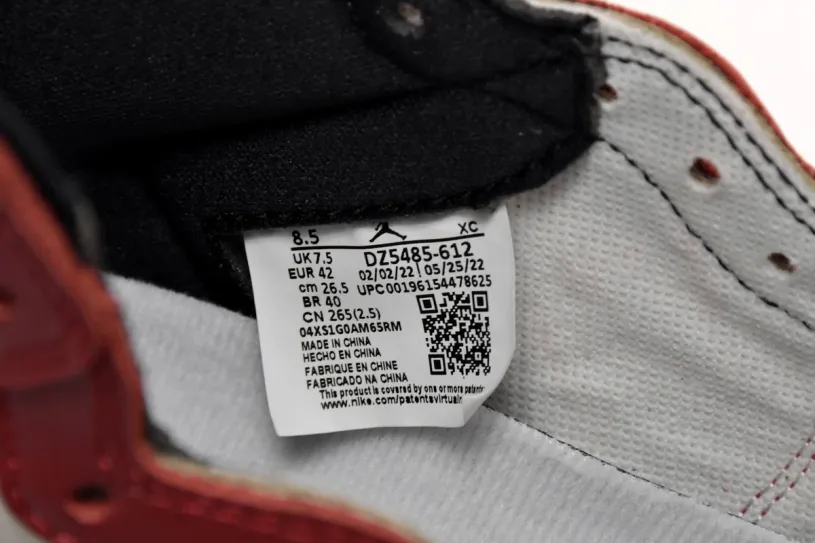 8.5 XC
UK 7.5 DZ5485-612
EUR 42 02/02/22 | 05/25/22
cm 26.5 UPC00196154478625
BR 40
CN 265(2.5)
04XS1G0AM65RM
MADE IN CHINA
HECHO EN CHINA
FABRIQUE EN CHINE
FABRICADO NA CHINA
This product is covered by one or more
www.nike.com/patentsvirtual